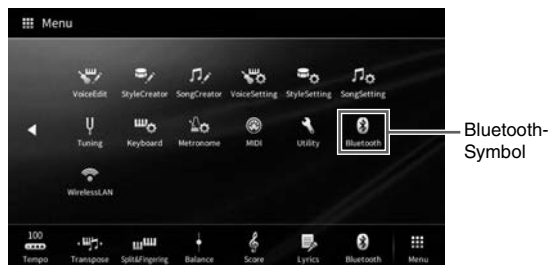 Menu
VoiceEdit StyleCreator SongCreator VoiceSetting StyleSetting SongSetting
Tuning Keyboard Metronome MIDI Utility Bluetooth
Bluetooth-
Symbol
WirelessLAN
100
Tempo Transpose Split&Fingering Balance Score Lyrics Bluetooth Menu